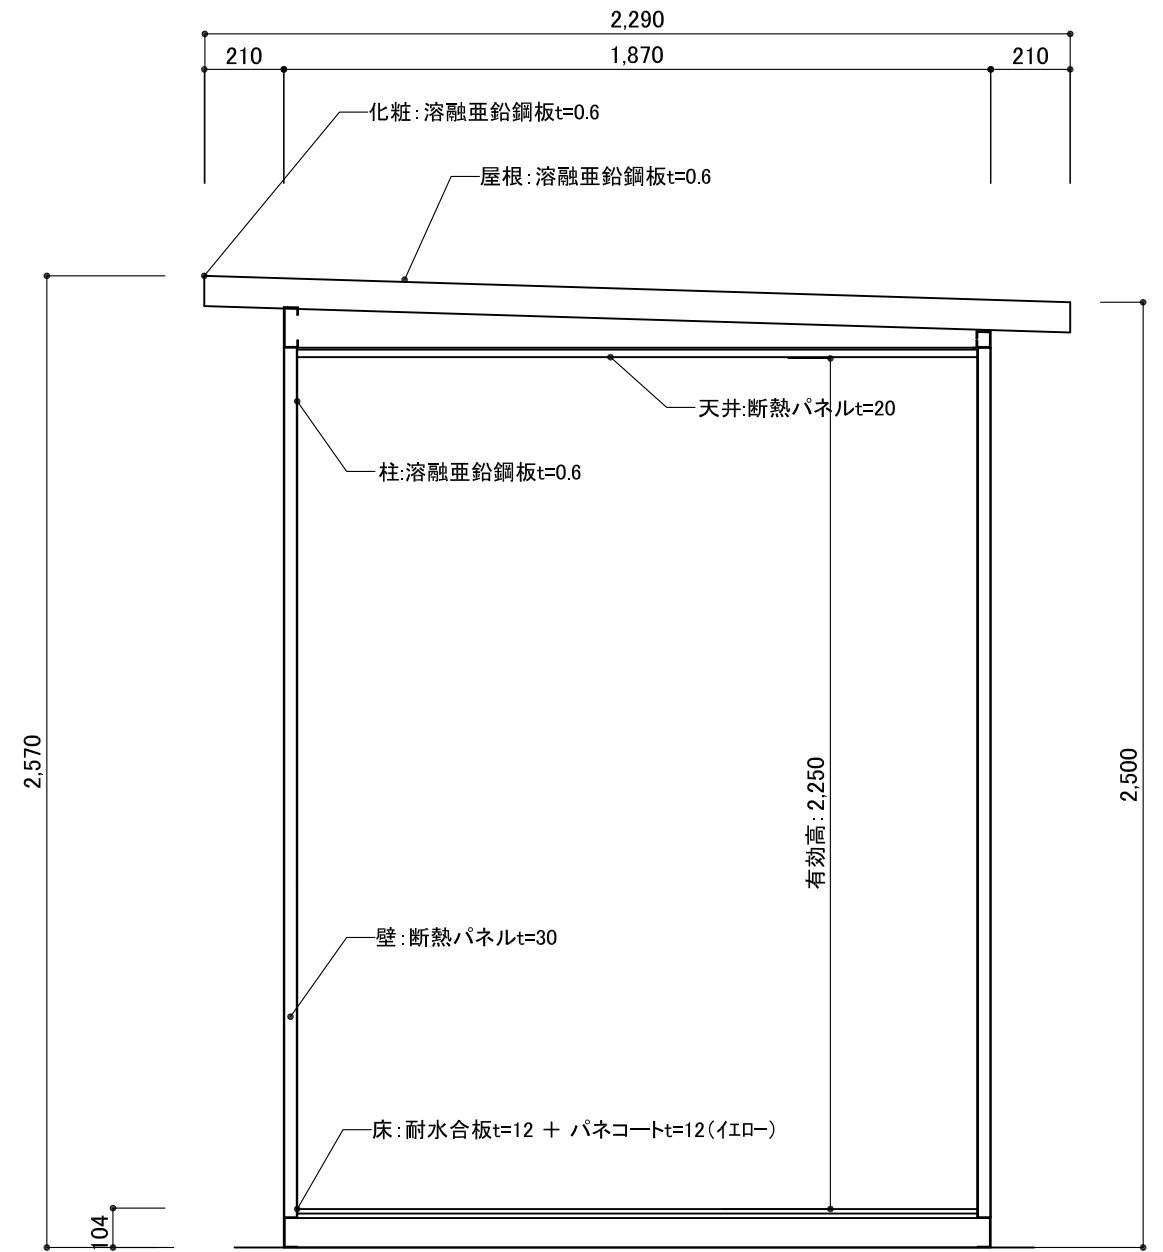 2,290
210
1,870
210
化粧:溶融亜鉛鋼板t=0.6
屋根:溶融亜鉛鋼板t=0.6
天井:断熱パネルt=20
柱:溶融亜鉛鋼板t=0.6
2,570
有効高:2,250
2,500
壁:断熱パネルt=30
床:耐水合板t=12 + パネコートt=12(イエロー)
104